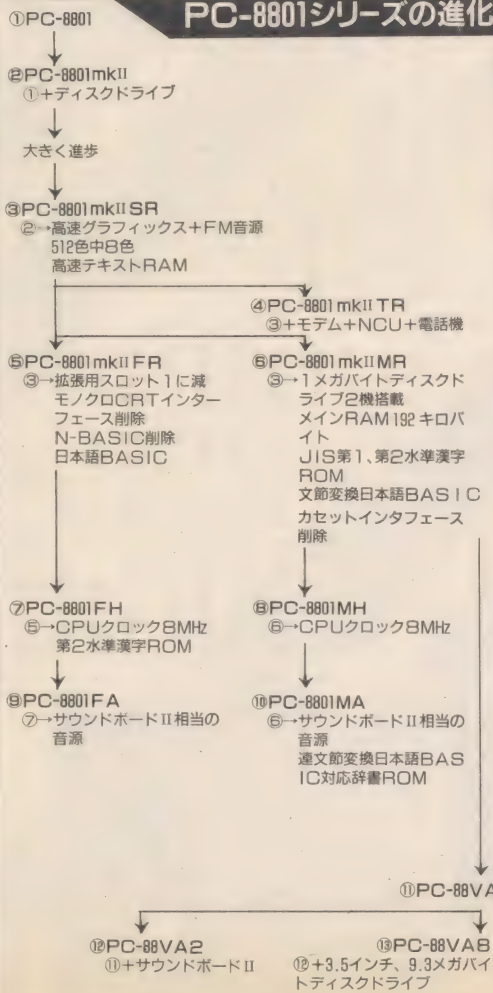 PC-8801シリーズの進化
①PC-8801
②PC-8801mkII
①+ディスクドライブ
大きく進歩
③PC-8801mkII SR
②→高速グラフィックス+FM音源
512色中8色
高速テキストRAM
④PC-8801mkII TR
③+モデム+NCU+電話機
⑤PC-8801mkII FR
③→拡張用スロット1に減
モノクロCRTインター
フェース削除
N-BASIC削除
日本語BASIC
⑥PC-8801mkII MR
③→1メガバイトディスクド
ライブ2機搭載
メインRAM192キロバ
イト
JIS第1、第2水準漢字
ROM
文節変換日本語BASIC
カセットインタフェース
削除
⑦PC-8801FH
⑤→CPUクロック8MHz
第2水準漢字ROM
⑧PC-8801MH
⑥→CPUクロック8MHz
⑨PC-8801FA
⑦→サウンドボードII相当の
音源
⑩PC-8801MA
⑥→サウンドボードII相当の
音源
連文節変換日本語BAS
IC対応辞書ROM
⑪PC-88VA
⑫PC-88VA2
⑪+サウンドボードII
⑬PC-88VA8
⑫+3.5インチ、9.3メガバイ
トディスクドライブ